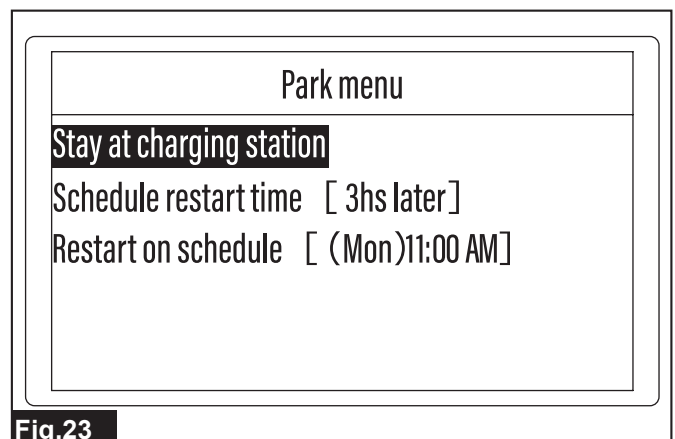 Park menu
Stay at charging station
Schedule restart time [ 3hs later]
Restart on schedule [ (Mon)11:00 AM]
Fig.23